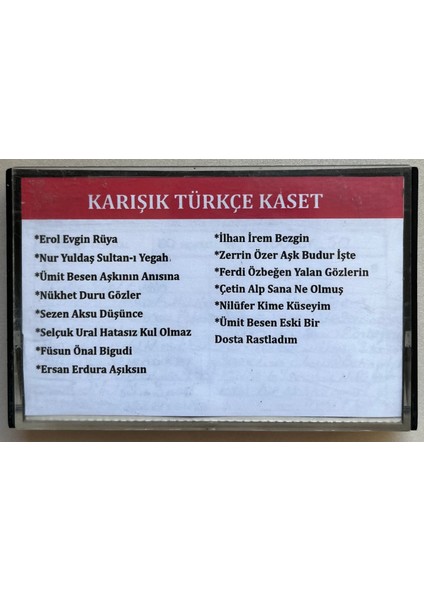 KARIŞIK TÜRKÇE KASET
*Erol Evgin Rüya
*Nur Yuldaş Sultan-ı Yegah
*Ümit Besen Aşkının Anısına
*Nükhet Duru Gözler
*Sezen Aksu Düşünce
*Selçuk Ural Hatasız Kul Olmaz
*Füsun Önal Bigudi
*Ersan Erdura Aşıksın
*İlhan İrem Bezgin
*Zerrin Özer Aşk Budur İşte
*Ferdi Özbeğen Yalan Gözlerin
*Çetin Alp Sana Ne Olmuş
*Nilüfer Kime Küseyim
*Ümit Besen Eski Bir
Dosta Rastladım